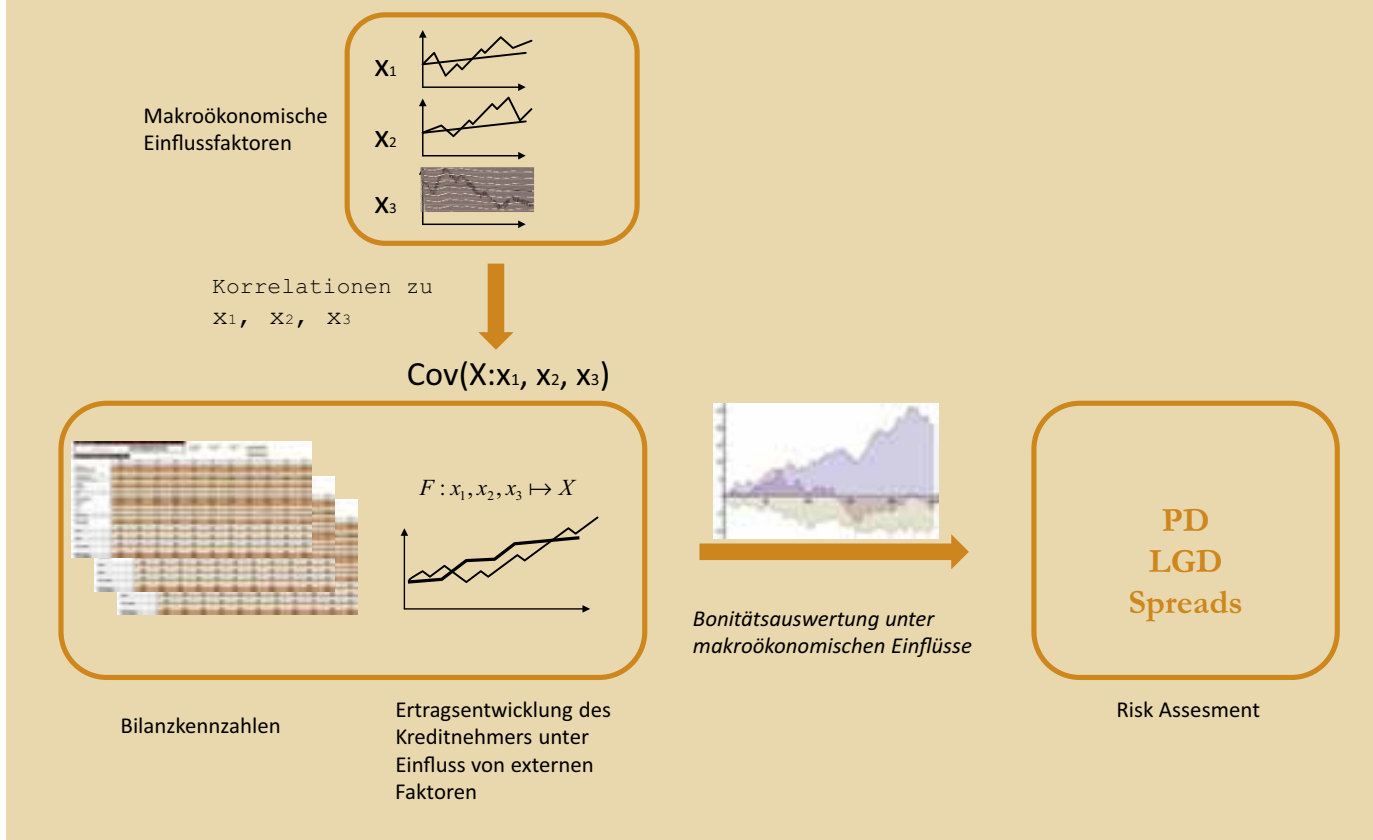 Makroökonomische
Einflussfaktoren
x1
x2
x3
Korrelationen zu
x1, x2, x3
Cov(X:x1, x2, x3)
F : x1, x2, x3 ↦ X
Bonitätsauswertung unter
makroökonomischen Einflüsse
PD
LGD
Spreads
Bilanzkennzahlen
Ertragsentwicklung des
Kreditnehmers unter
Einfluss von externen
Faktoren
Risk Assesment